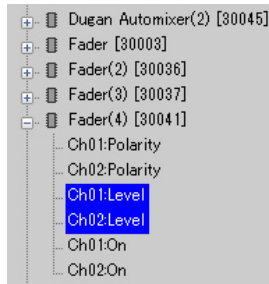 Dugan Automixer(2) [30045]
Fader [30003]
Fader(2) [30036]
Fader(3) [30037]
Fader(4) [30041]
Ch01:Polarity
Ch02:Polarity
Ch01:Level
Ch02:Level
Ch01:On
Ch02:On